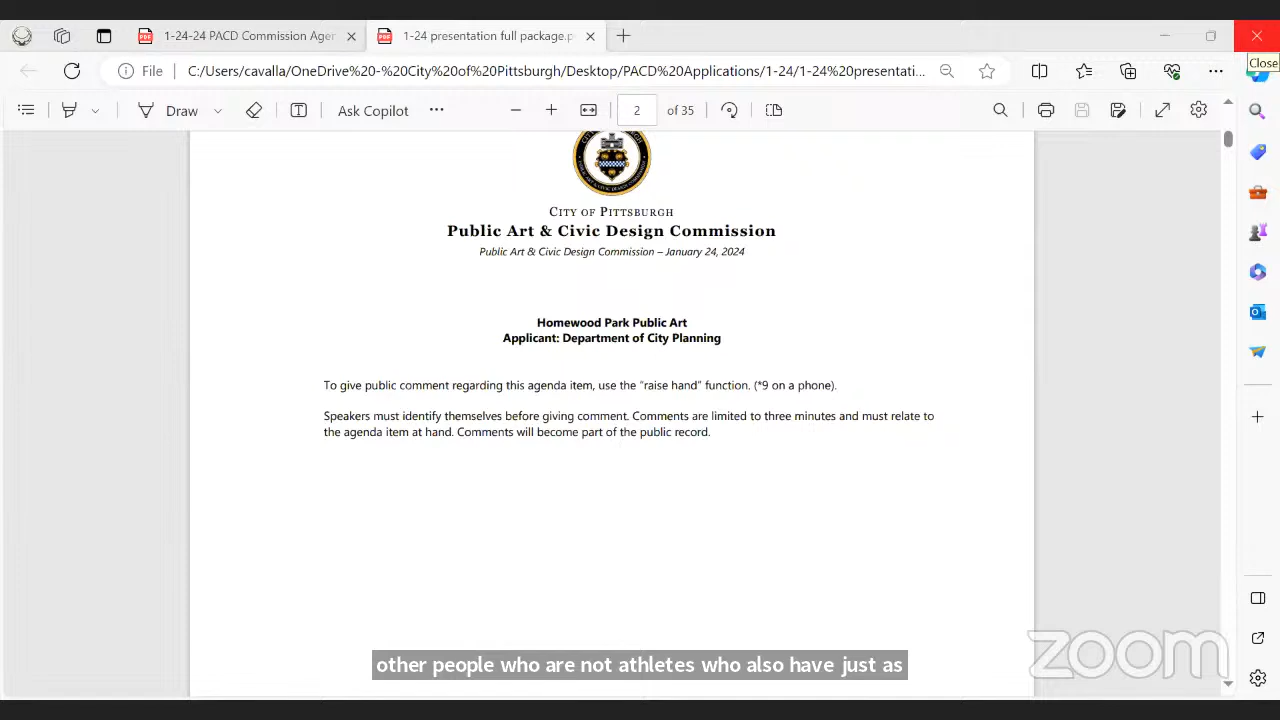 1-24-24 PACD Commission Ager
1-24 presentation full package.p
Close
File
C:/Users/cavalla/OneDrive%20-%20City%20of%20Pittsburgh/Desktop/PACD%20Applications/1-24/1-24%20presentati...
Draw
Ask Copilot
2
of 35
CITY OF PITTSBURGH
Public Art & Civic Design Commission
Public Art & Civic Design Commission – January 24, 2024
Homewood Park Public Art
Applicant: Department of City Planning
To give public comment regarding this agenda item, use the “raise hand” function. (*9 on a phone).
Speakers must identify themselves before giving comment. Comments are limited to three minutes and must relate to
the agenda item at hand. Comments will become part of the public record.
other people who are not athletes who also have just as
zoom